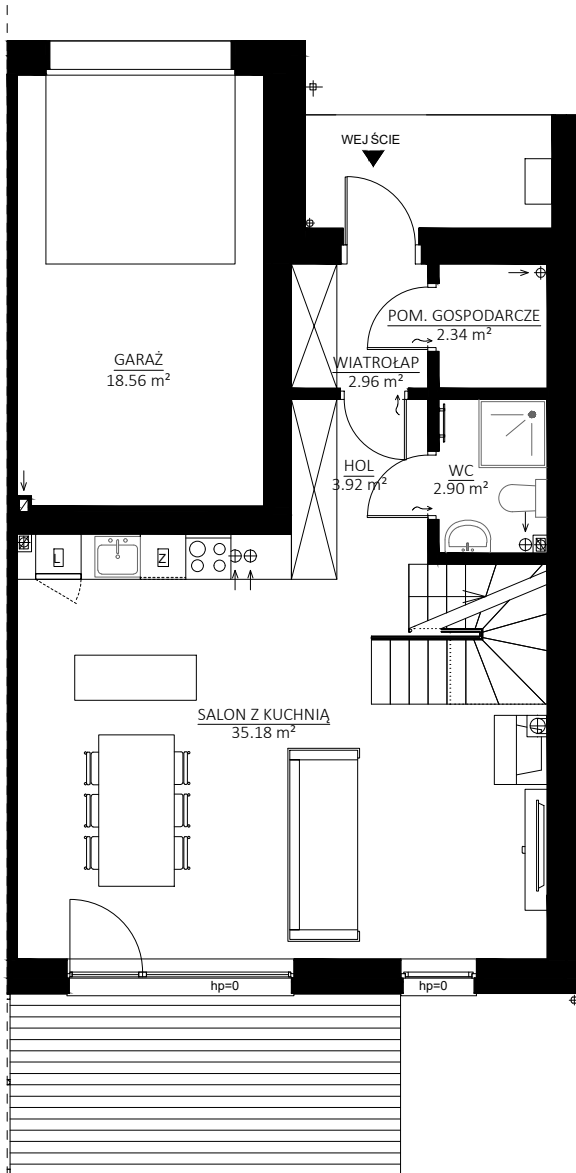 WEJŚCIE
POM. GOSPODARCZE
2.34 m²
GARAŻ
18.56 m²
WIATROŁAP
2.96 m²
HOL
3.92 m²
WC
2.90 m²
L
Z
SALON Z KUCHNIĄ
35.18 m²
hp=0
hp=0